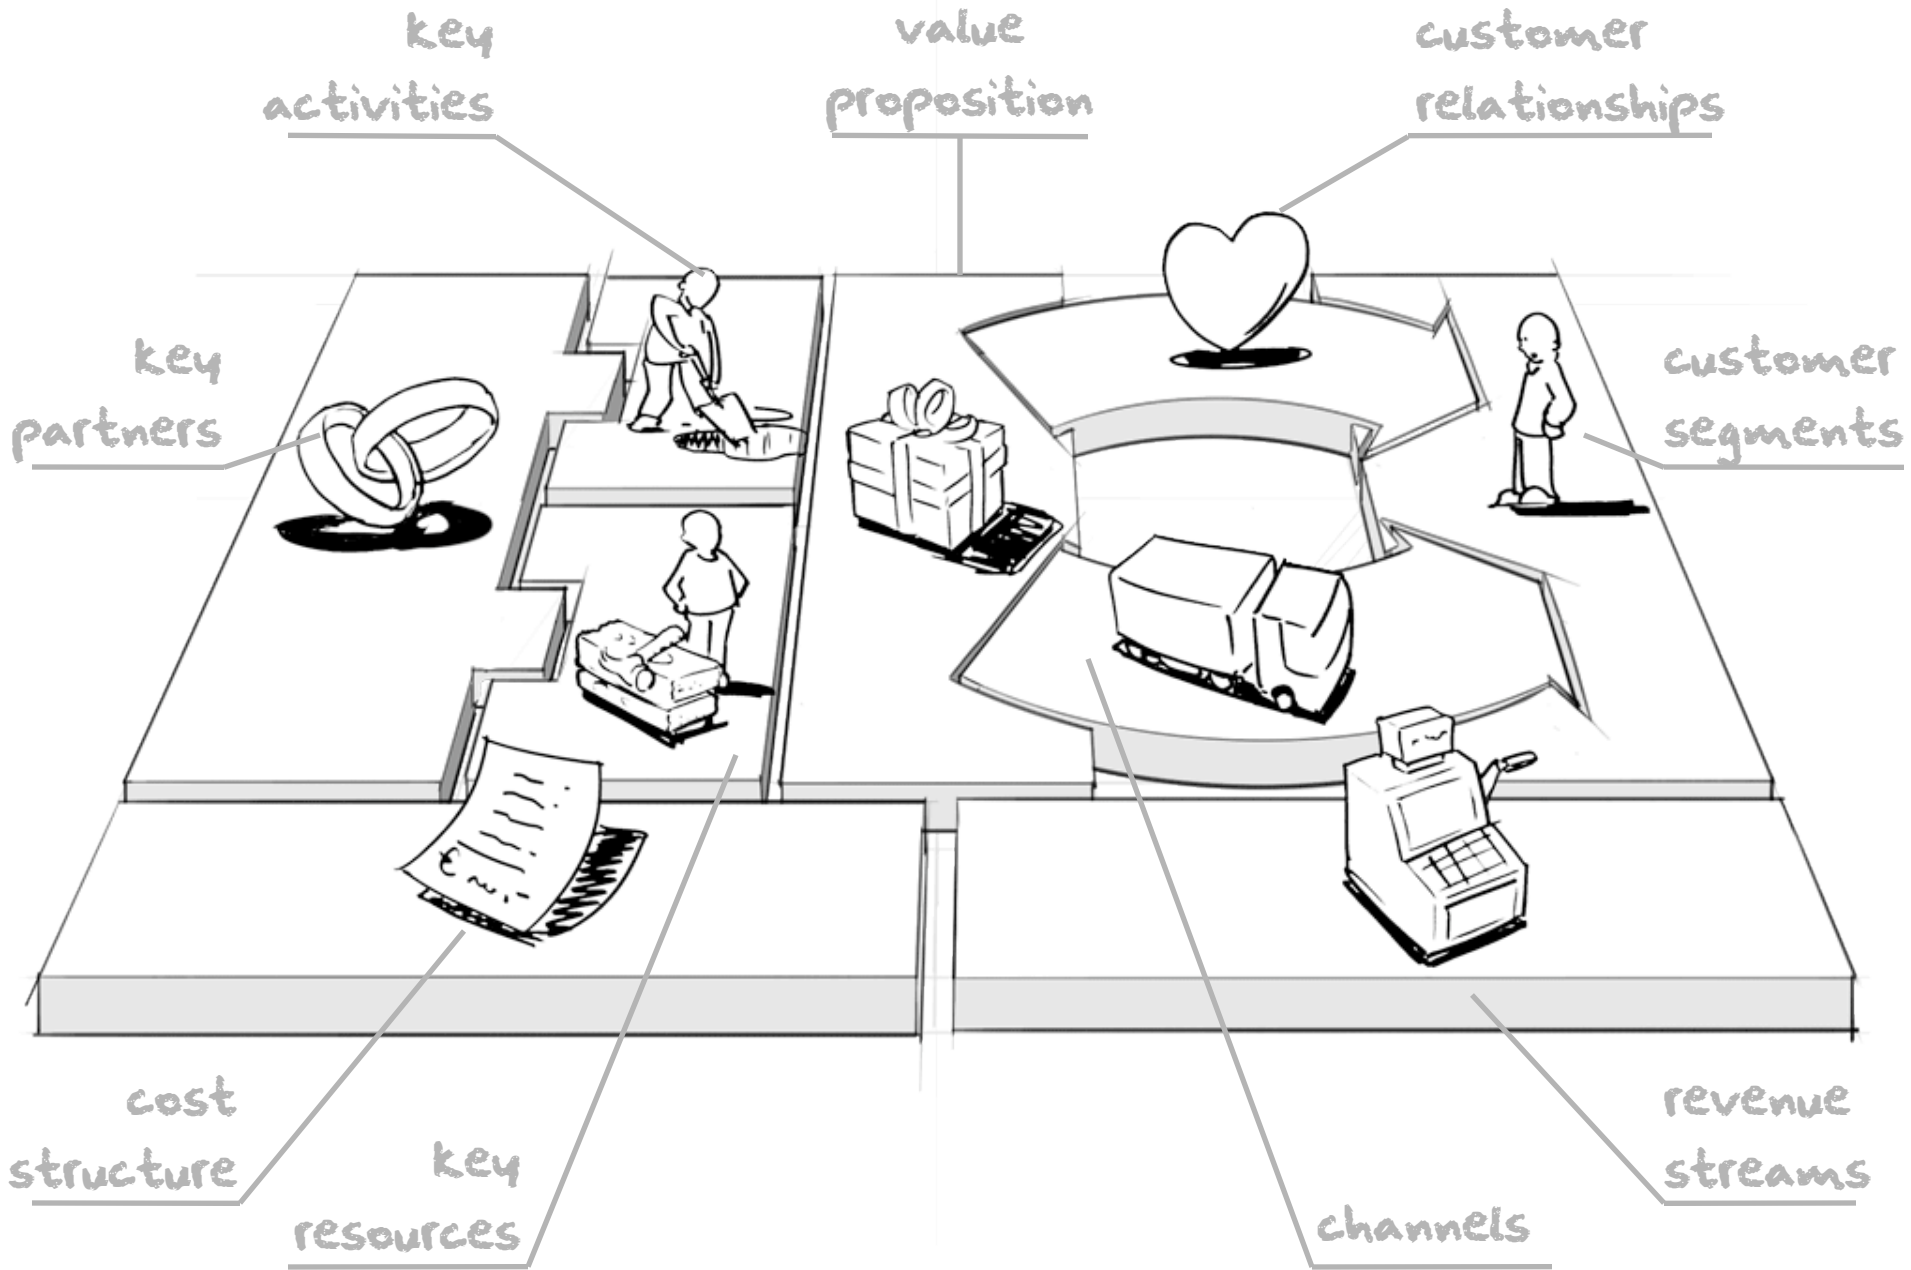 key
activities
value
proposition
customer
relationships
key
partners
customer
segments
cost
structure
key
resources
channels
revenue
streams
€